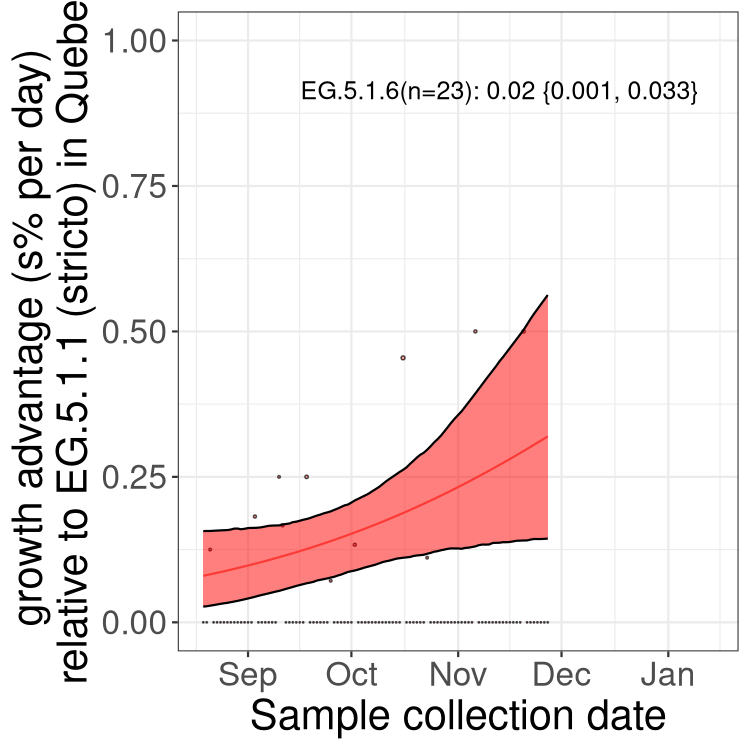 growth advantage (s% per day)
relative to EG.5.1.1 (stricto) in Quebe
1.00
0.75
0.50
0.25
0.00
EG.5.1.6(n=23): 0.02 {0.001, 0.033}
Sep Oct Nov Dec Jan
Sample collection date